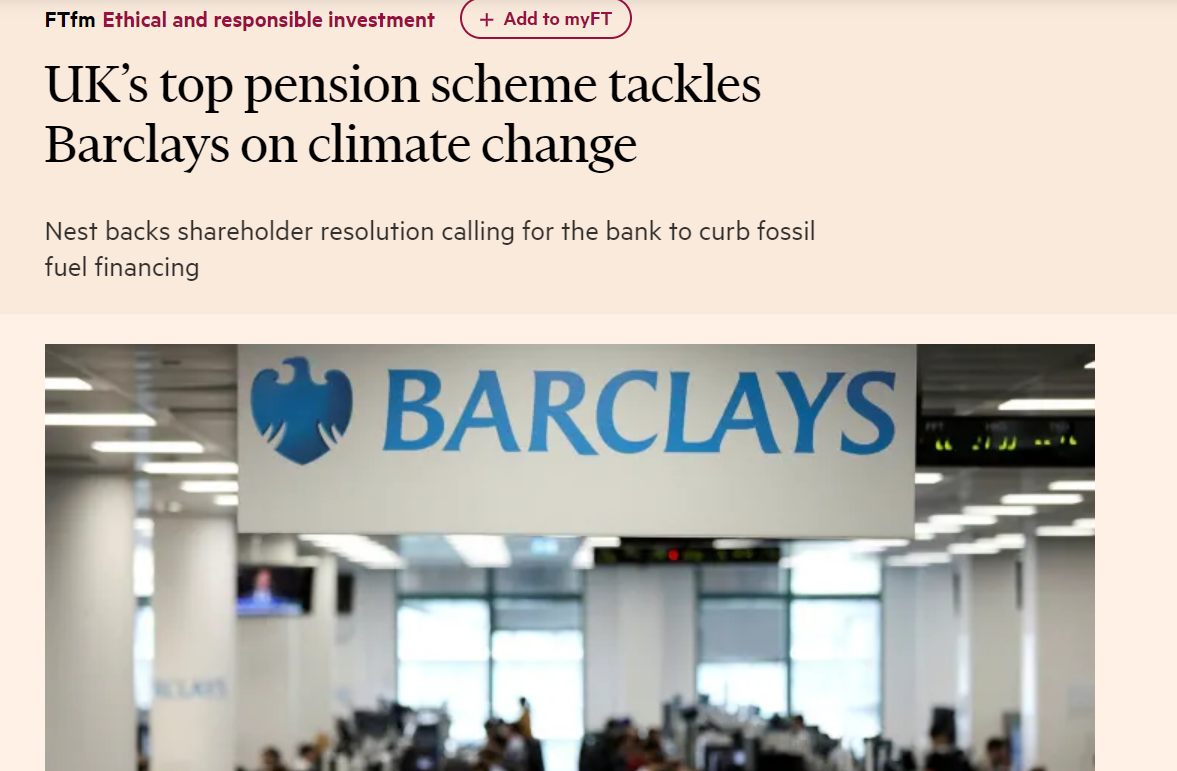 FTfm Ethical and responsible investment + Add to myFT
UK’s top pension scheme tackles
Barclays on climate change
Nest backs shareholder resolution calling for the bank to curb fossil
fuel financing
BARCLAYS